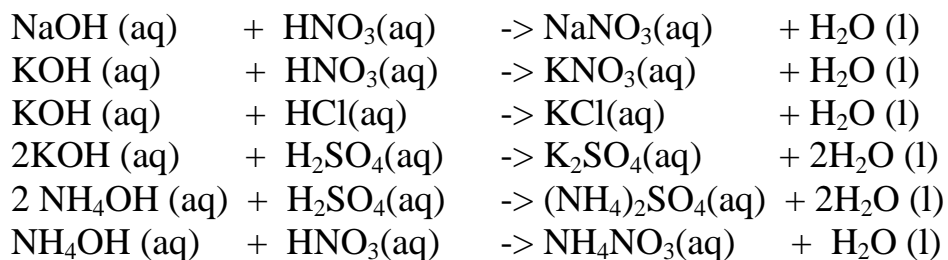 NaOH (aq) + HNO₃(aq) -> NaNO₃(aq) + H₂O (l)
KOH (aq) + HNO₃(aq) -> KNO₃(aq) + H₂O (l)
KOH (aq) + HCl(aq) -> KCl(aq) + H₂O (l)
2KOH (aq) + H₂SO₄(aq) -> K₂SO₄(aq) + 2H₂O (l)
2 NH₄OH (aq) + H₂SO₄(aq) -> (NH₄)₂SO₄(aq) + 2H₂O (l)
NH₄OH (aq) + HNO₃(aq) -> NH₄NO₃(aq) + H₂O (l)